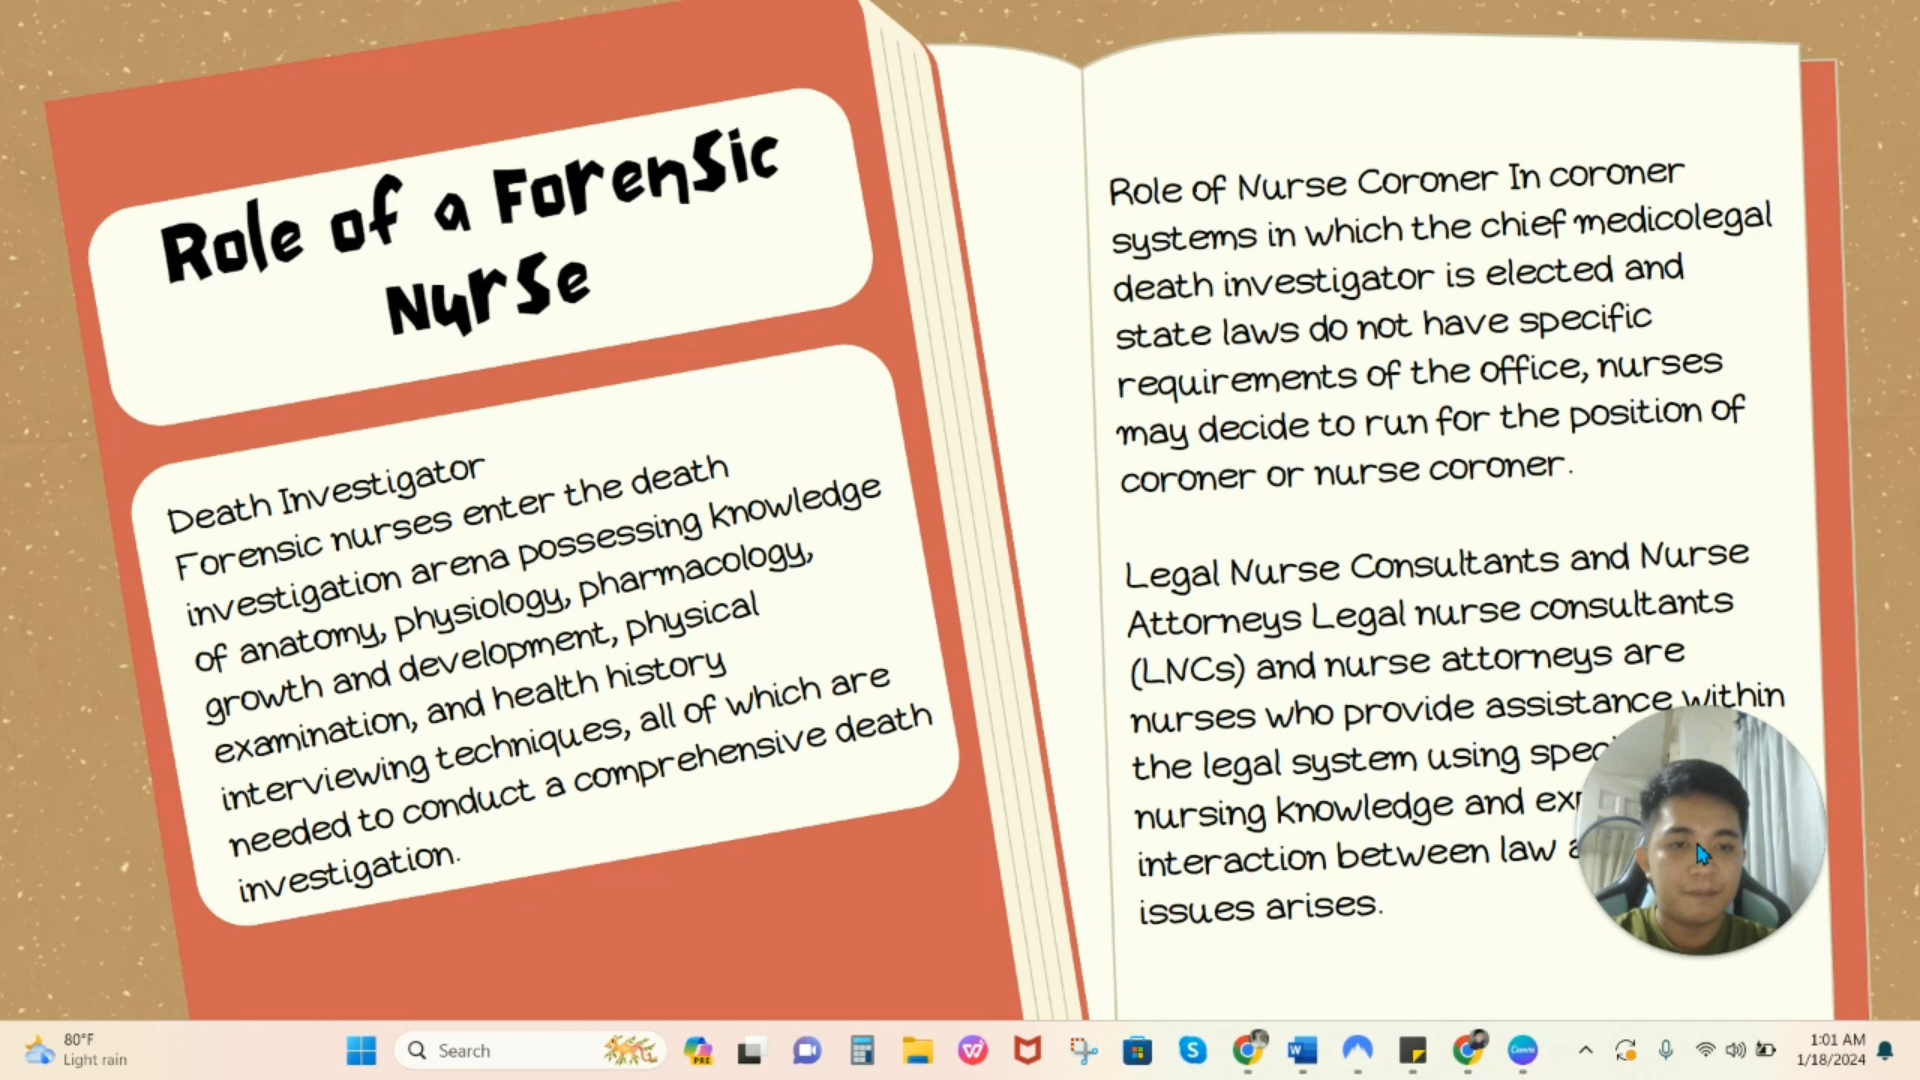 Role of a Forensic
Nurse
Death Investigator
Forensic nurses enter the death
investigation arena possessing knowledge
of anatomy, physiology, pharmacology,
growth and development, physical
examination, and health history
interviewing techniques, all of which are
needed to conduct a comprehensive death
investigation.
Role of Nurse Coroner In coroner
systems in which the chief medicolegal
death investigator is elected and
state laws do not have specific
requirements of the office, nurses
may decide to run for the position of
coroner or nurse coroner.
Legal Nurse Consultants and Nurse
Attorneys Legal nurse consultants
(LNCs) and nurse attorneys are
nurses who provide assistance within
the legal system using
nursing knowledge and
interaction between law
issues arises.
80°F
Light rain
Search
PRE
Canva
1:01 AM
1/18/2024